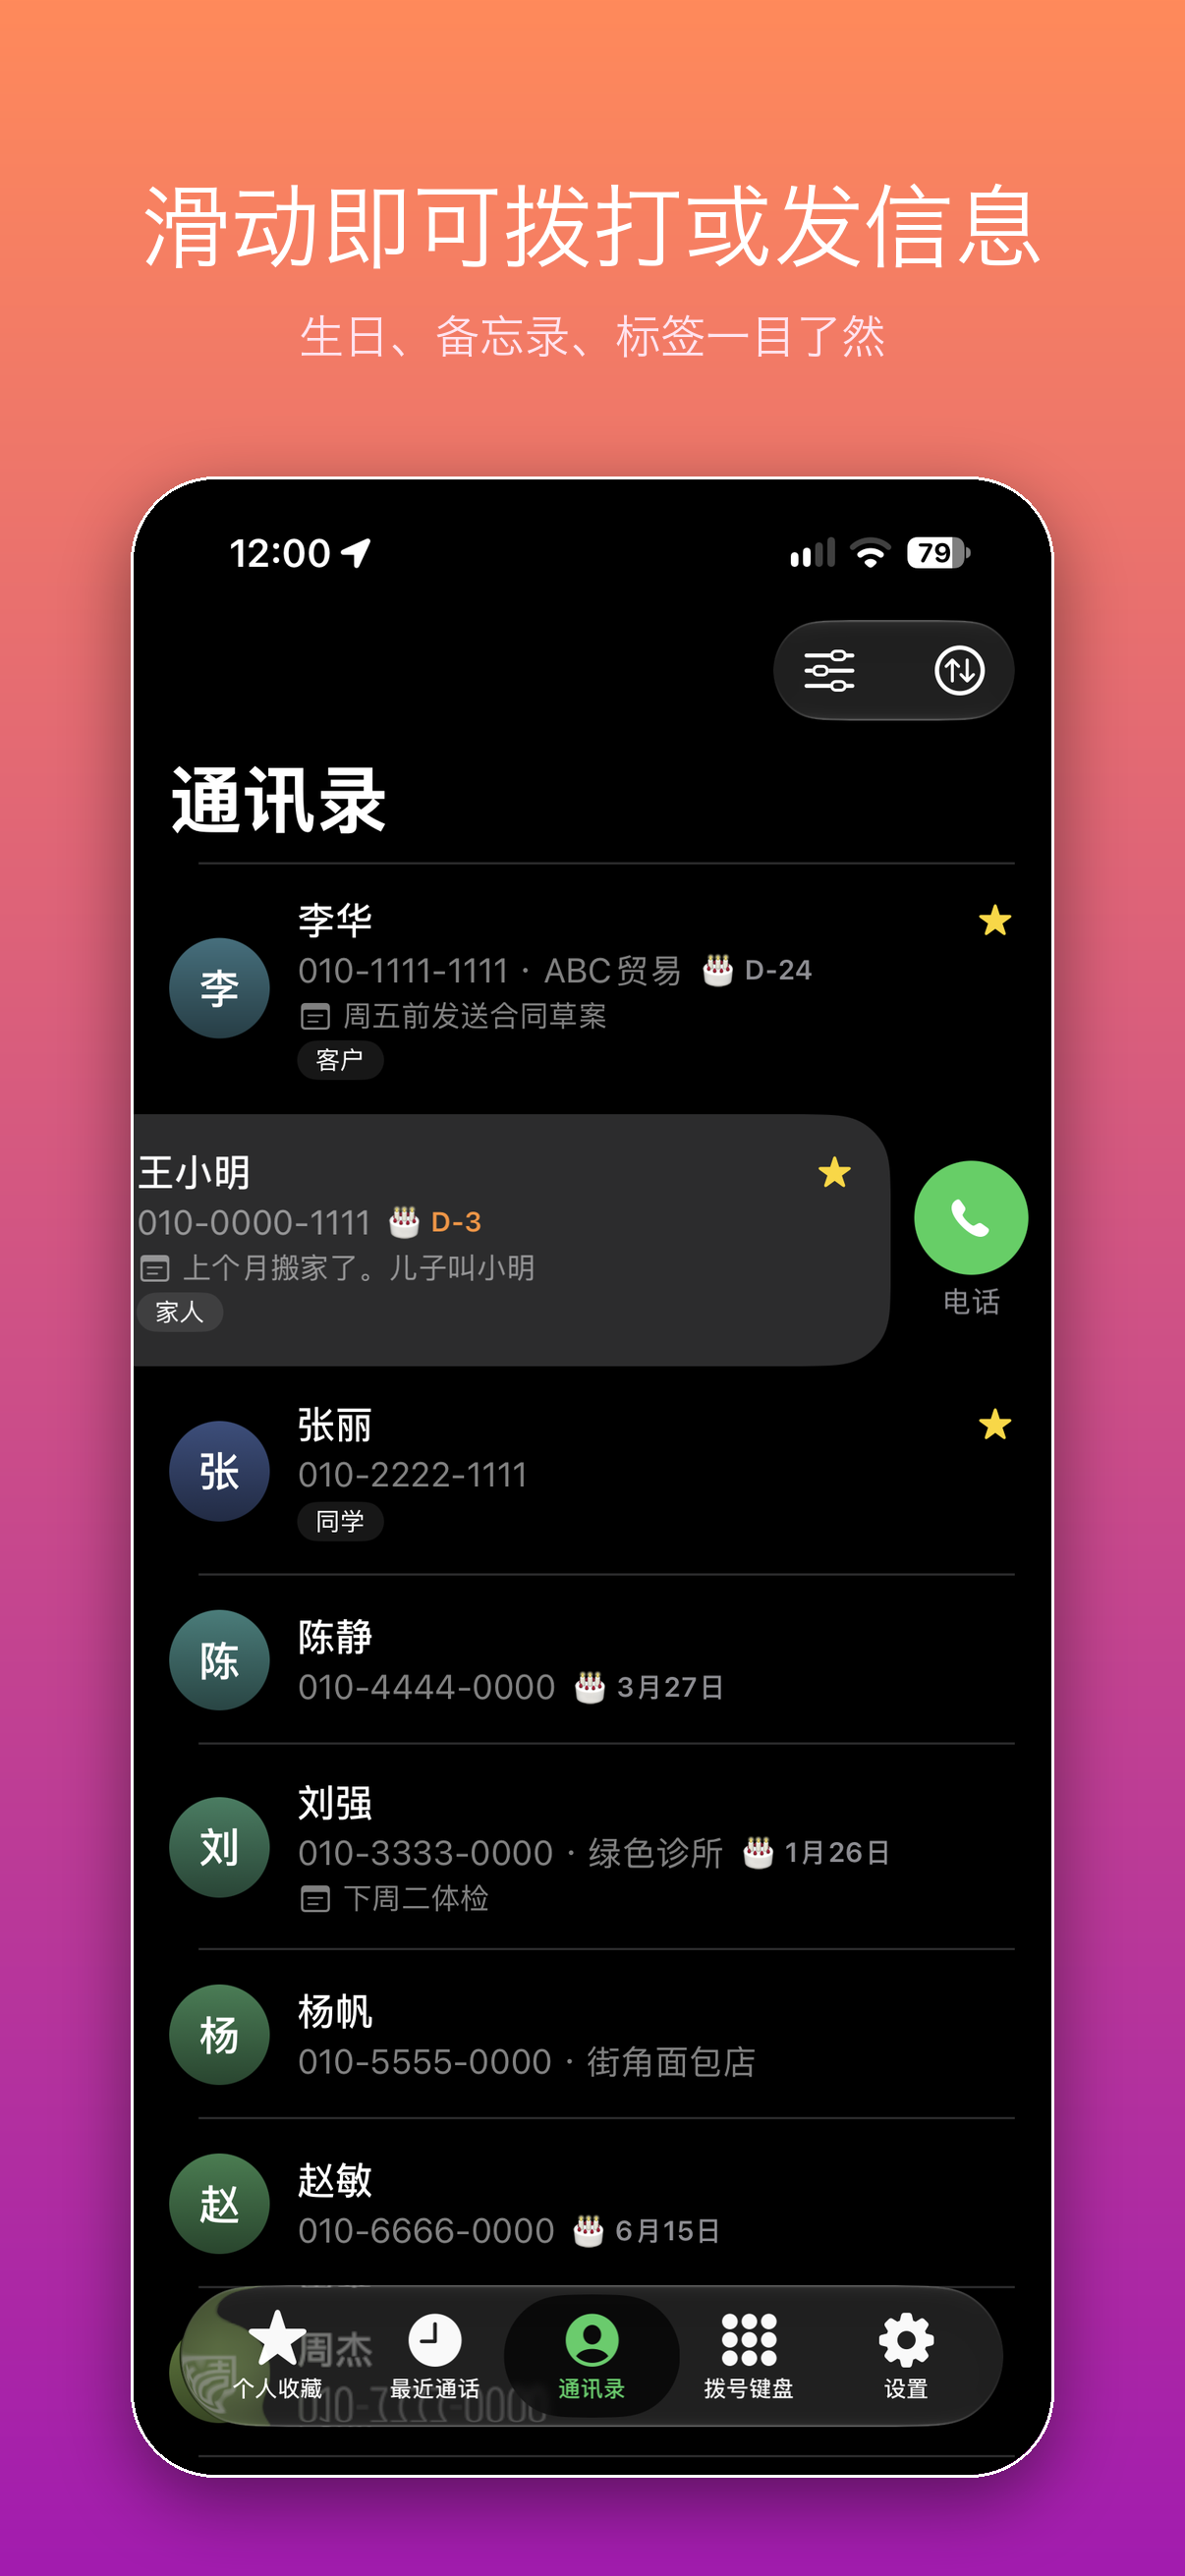 滑动即可拨打或发信息
生日、备忘录、标签一目了然
12:00
79
通讯录
李
李华
010-1111-1111 · ABC贸易 D-24
周五前发送合同草案
客户
王小明
010-0000-1111 D-3
上个月搬家了。儿子叫小明
家人
电话
张
张丽
010-2222-1111
同学
陈
陈静
010-4444-0000 3月27日
刘
刘强
010-3333-0000 · 绿色诊所 1月26日
下周二体检
杨
杨帆
010-5555-0000 · 街角面包店
赵
赵敏
010-6666-0000 6月15日
周杰
010-7777-0000
个人收藏 最近通话 通讯录 拨号键盘 设置